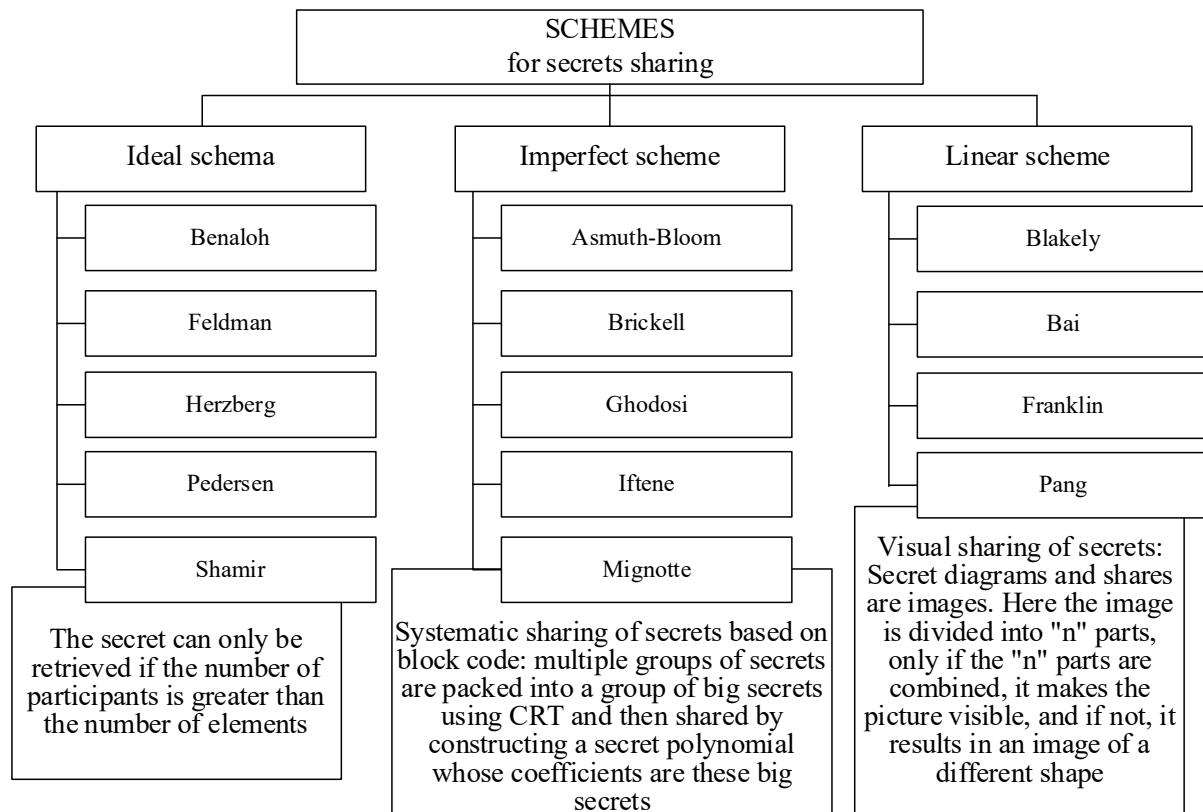 SCHEMES
for secrets sharing
Ideal schema
Benaloh
Feldman
Herzberg
Pedersen
Shamir
The secret can only be
retrieved if the number of
participants is greater than
the number of elements
Imperfect scheme
Asmuth-Bloom
Brickell
Ghodosi
Iftene
Mignotte
Systematic sharing of secrets based on
block code: multiple groups of secrets
are packed into a group of big secrets
using CRT and then shared by
constructing a secret polynomial
whose coefficients are these big
secrets
Linear scheme
Blakely
Bai
Franklin
Pang
Visual sharing of secrets:
Secret diagrams and shares
are images. Here the image
is divided into "n" parts,
only if the "n" parts are
combined, it makes the
picture visible, and if not, it
results in an image of a
different shape